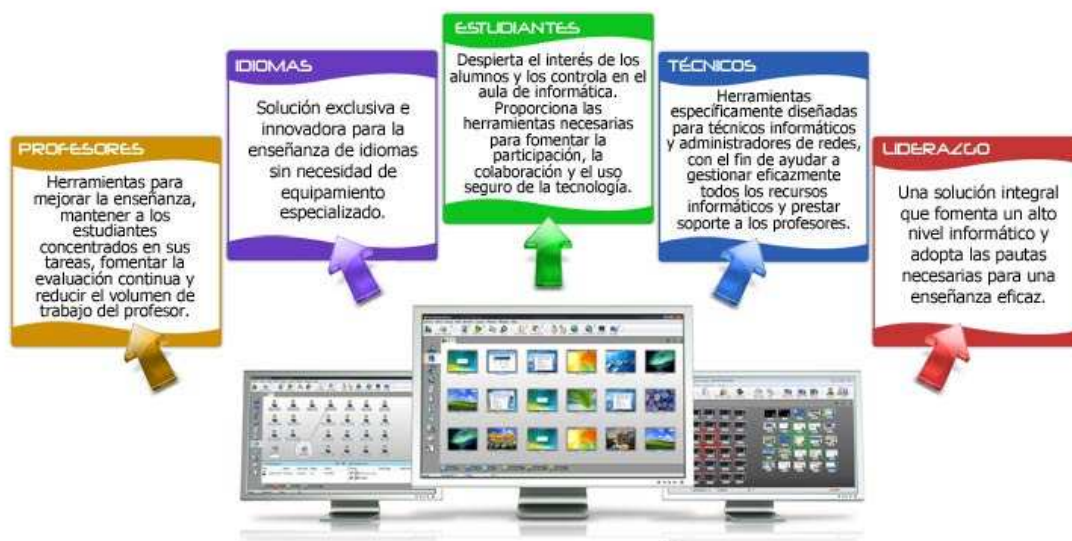 PROFESORES
Herramientas para
mejorar la enseñanza,
mantener a los
estudiantes
concentrados en sus
tareas, fomentar la
evaluación continua y
reducir el volumen de
trabajo del profesor.
IDIOMAS
Solución exclusiva e
innovadora para la
enseñanza de idiomas
sin necesidad de
equipamiento
especializado.
ESTUDIANTES
Despierta el interés de los
alumnos y los controla en el
aula de informática.
Proporciona las
herramientas necesarias
para fomentar la
participación, la
colaboración y el uso
seguro de la tecnología.
TÉCNICOS
Herramientas
específicamente diseñadas
para técnicos informáticos
y administradores de redes,
con el fin de ayudar a
gestionar eficazmente
todos los recursos
informáticos y prestar
soporte a los profesores.
LIDERAZGO
Una solución integral
que fomenta un alto
nivel informático y
adopta las pautas
necesarias para una
enseñanza eficaz.